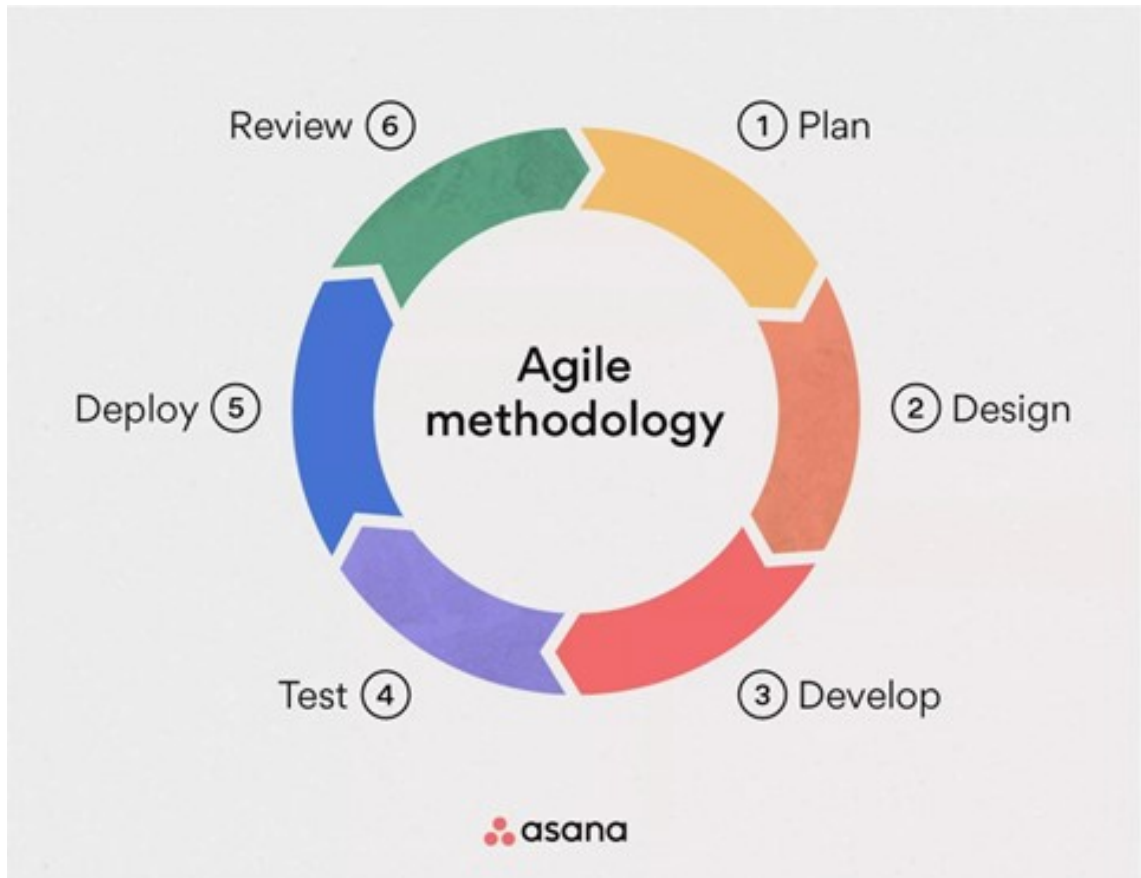 Review 6
1 Plan
Agile
methodology
Deploy 5
2 Design
Test 4
3 Develop
asana